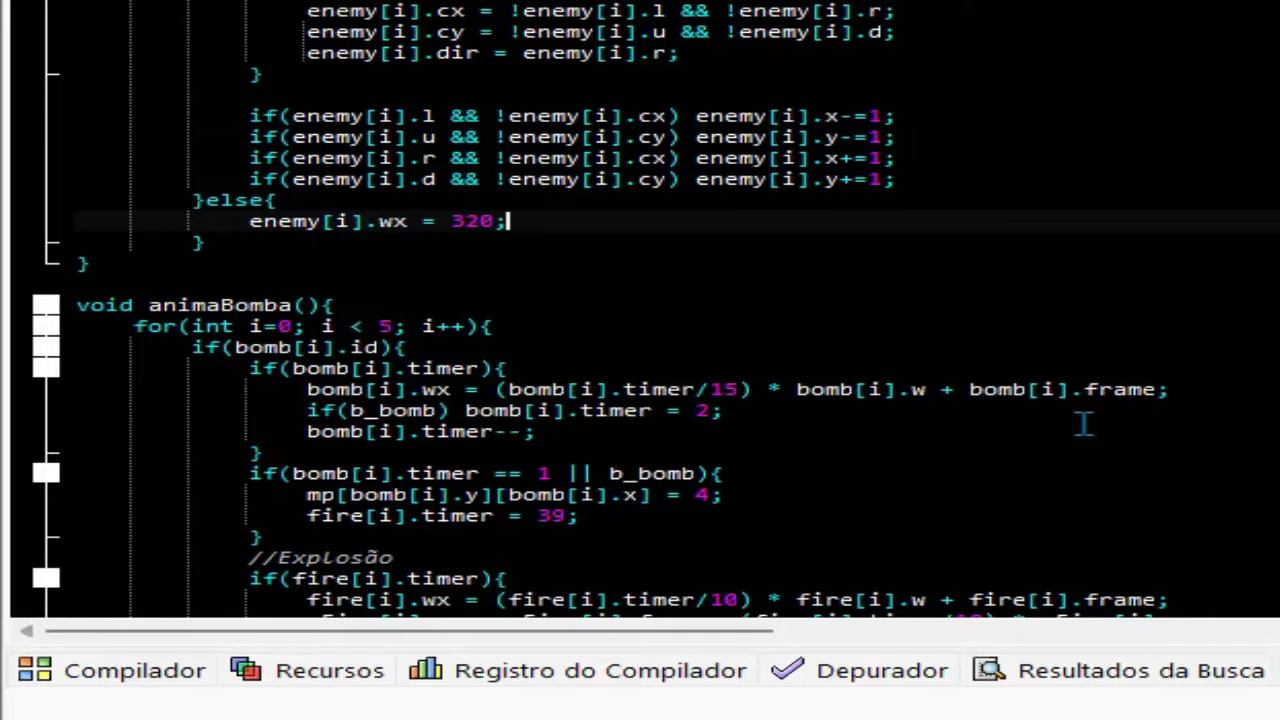 enemy[i].cx = !enemy[i].l && !enemy[i].r;
enemy[i].cy = !enemy[i].u && !enemy[i].d;
enemy[i].dir = enemy[i].r;
}
if(enemy[i].l && !enemy[i].cx) enemy[i].x-=1;
if(enemy[i].u && !enemy[i].cy) enemy[i].y-=1;
if(enemy[i].r && !enemy[i].cx) enemy[i].x+=1;
if(enemy[i].d && !enemy[i].cy) enemy[i].y+=1;
}else{
enemy[i].wx = 320;
}
}
void animaBomba(){
for(int i=0; i < 5; i++){
if(bomb[i].id){
if(bomb[i].timer){
bomb[i].wx = (bomb[i].timer/15) * bomb[i].w + bomb[i].frame;
if(b_bomb) bomb[i].timer = 2;
bomb[i].timer--;
}
if(bomb[i].timer == 1 || b_bomb){
mp[bomb[i].y][bomb[i].x] = 4;
fire[i].timer = 39;
}
//Explosão
if(fire[i].timer){
fire[i].wx = (fire[i].timer/10) * fire[i].w + fire[i].frame;
Compilador Recursos Registro do Compilador Depurador Resultados da Busca